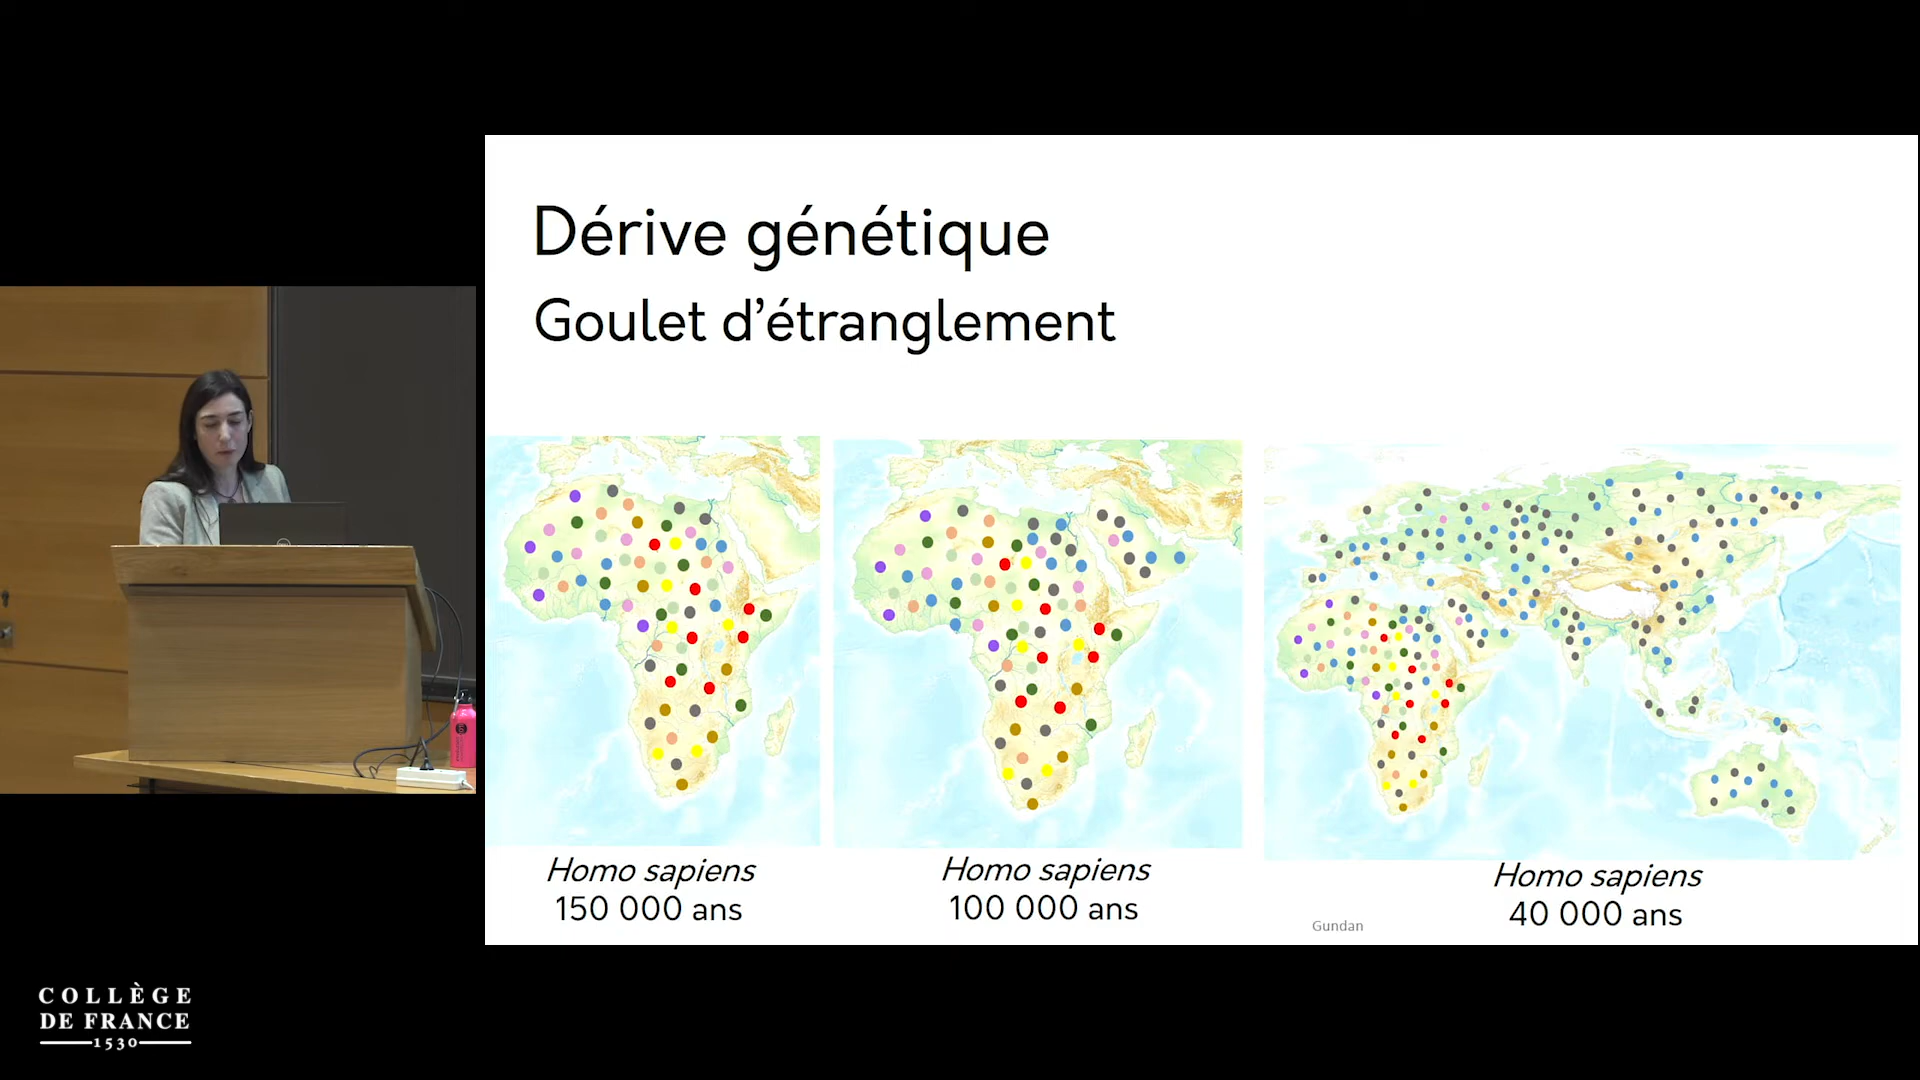 Dérive génétique
Goulet d’étranglement
Homo sapiens
150 000 ans
Homo sapiens
100 000 ans
Homo sapiens
40 000 ans
Gundan
COLLÈGE
DE FRANCE
1530